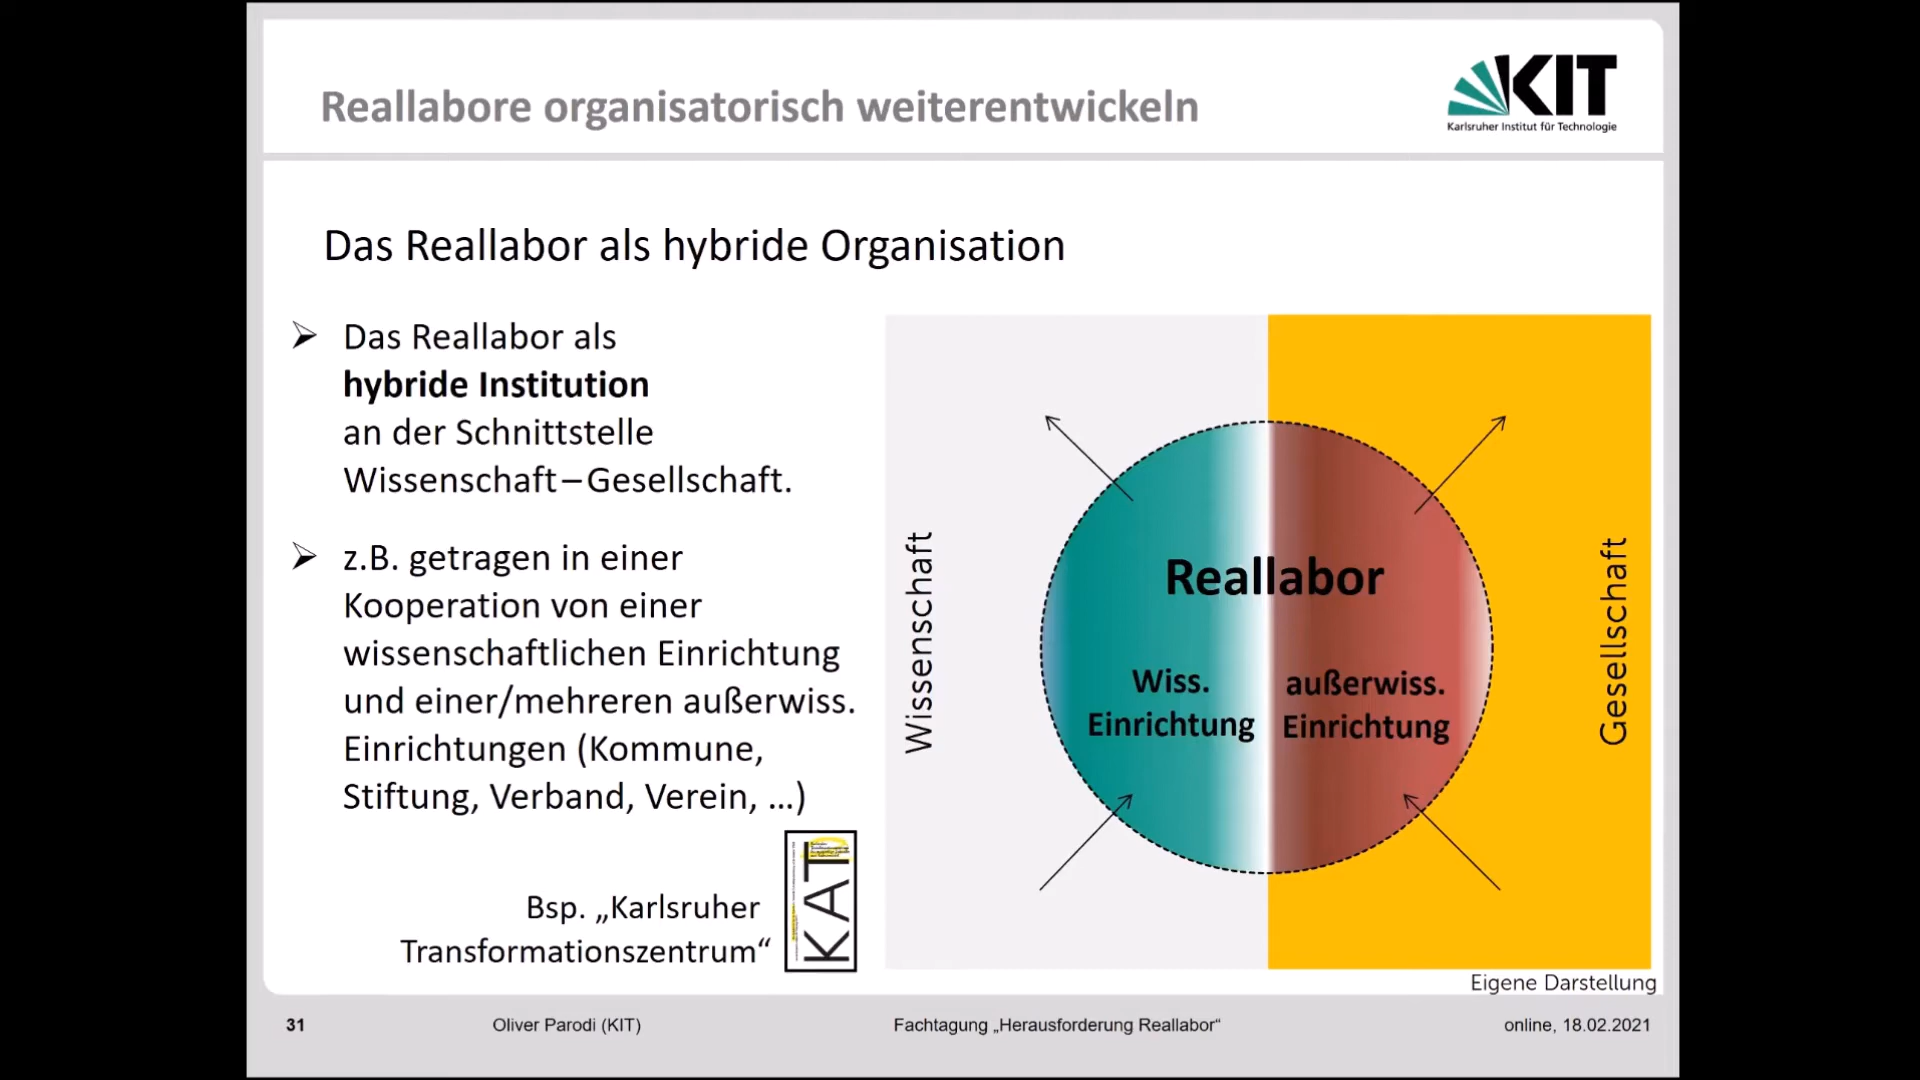 Reallabore organisatorisch weiterentwickeln
KIT
Karlsruher Institut für Technologie
Das Reallabor als hybride Organisation
Das Reallabor als
hybride Institution
an der Schnittstelle
Wissenschaft – Gesellschaft.
z.B. getragen in einer
Kooperation von einer
wissenschaftlichen Einrichtung
und einer/mehreren außerwiss.
Einrichtungen (Kommune,
Stiftung, Verband, Verein, …)
Bsp. „Karlsruher
Transformationszentrum“
KAT
Wissenschaft
Reallabor
Wiss.
Einrichtung
außerwiss.
Einrichtung
Gesellschaft
Eigene Darstellung
31
Oliver Parodi (KIT)
Fachtagung „Herausforderung Reallabor“
online, 18.02.2021